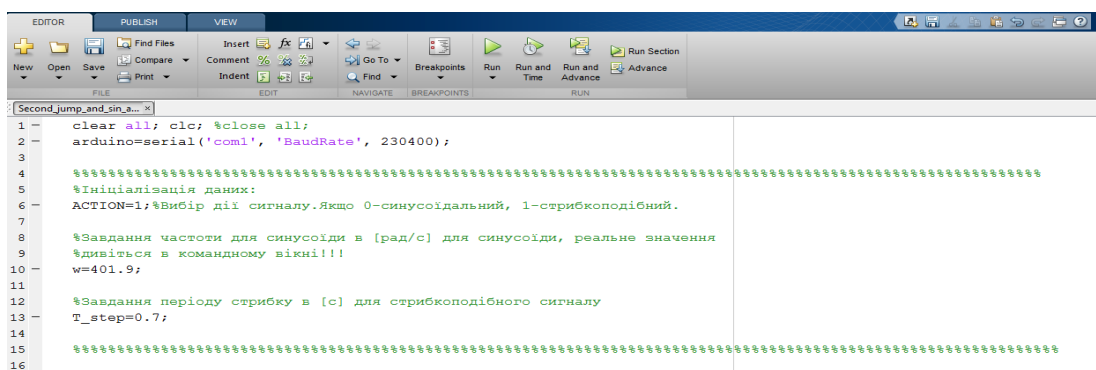 EDITOR PUBLISH VIEW
Find Files Insert fx
New Open Save Compare Comment Go To Breakpoints Run Run and Time Run and Advance Run Section
Print Indent Find Advance
FILE EDIT NAVIGATE BREAKPOINTS RUN
Second_jump_and_sin_a... ×
1 – clear all; clc; %close all;
2 – arduino=serial('com1', 'BaudRate', 230400);
3
4 %%%%%%%%%%%%%%%%%%%%%%%%%%%%%%%%%%%%%%%%%%%%%%%%%%%%%%%%%%%%%%%%%%%%%%%%%%%%%%%%%%%%%%%%%%%%%%%%%%%%%%%%%%%%%%%
5 %Ініціалізація даних:
6 – ACTION=1;%Вибір дії сигналу.Якщо 0-синусоїдальний, 1-стрибкоподібний.
7
8 %Завдання частоти для синусоїди в [рад/с] для синусоїди, реальне значення
9 %дивіться в командному вікні!!!
10 – w=401.9;
11
12 %Завдання періоду стрибку в [с] для стрибкоподібного сигналу
13 – T_step=0.7;
14
15 %%%%%%%%%%%%%%%%%%%%%%%%%%%%%%%%%%%%%%%%%%%%%%%%%%%%%%%%%%%%%%%%%%%%%%%%%%%%%%%%%%%%%%%%%%%%%%%%%%%%%%%%%%%%%%%%%
16